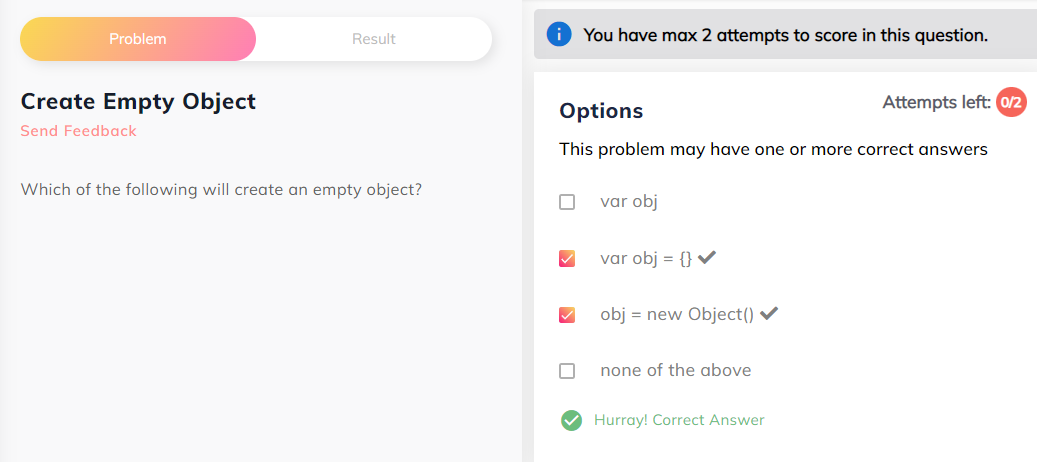 Problem
Result
Create Empty Object
Send Feedback
Which of the following will create an empty object?
You have max 2 attempts to score in this question.
Options
Attempts left: 0/2
This problem may have one or more correct answers
var obj
var obj = {}
obj = new Object()
none of the above
Hurray! Correct Answer